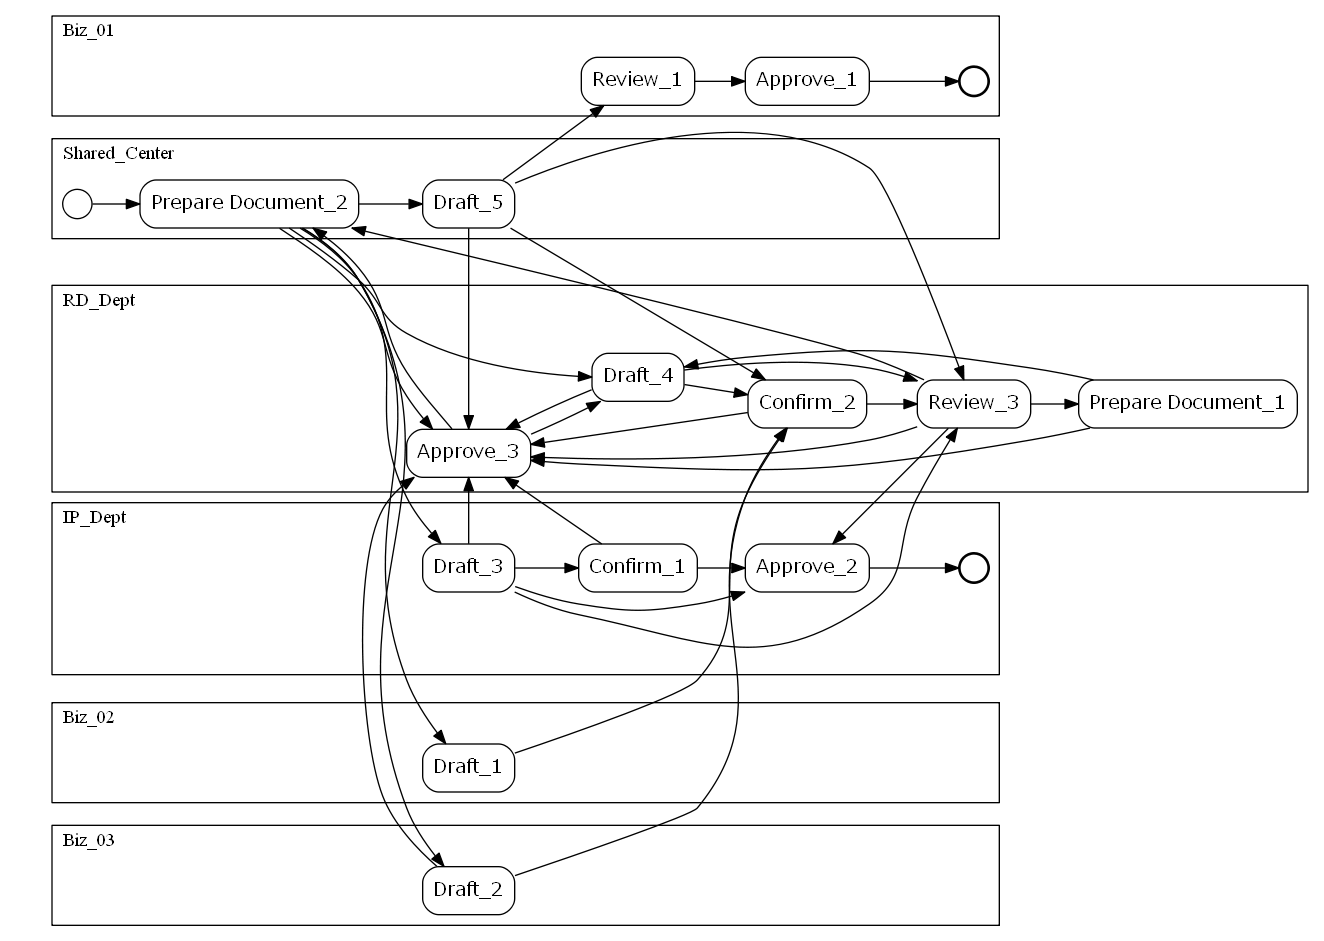 Biz_01
Review_1
Approve_1
Shared_Center
Prepare Document_2
Draft_5
RD_Dept
Draft_4
Confirm_2
Review_3
Prepare Document_1
Approve_3
IP_Dept
Draft_3
Confirm_1
Approve_2
Biz_02
Draft_1
Biz_03
Draft_2